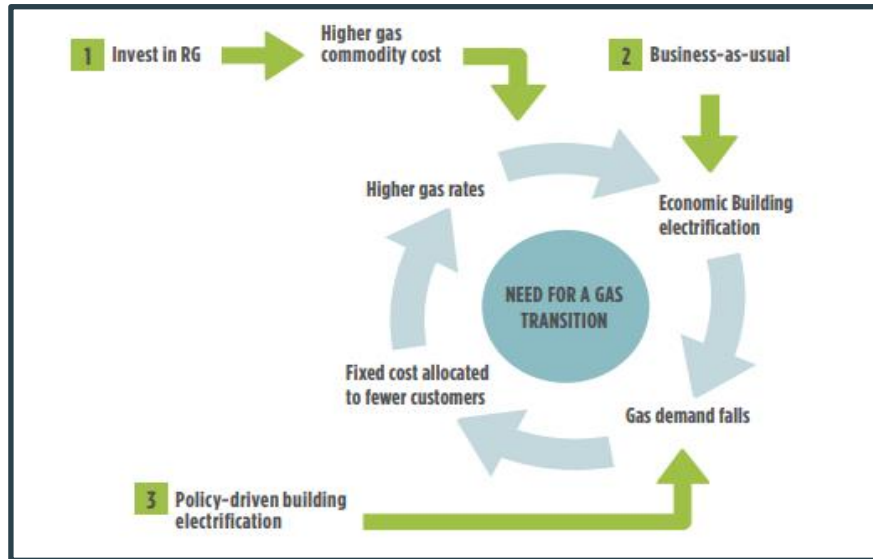 1 Invest in RG
Higher gas
commodity cost
2 Business-as-usual
Higher gas rates
Economic Building
electrification
NEED FOR A GAS
TRANSITION
Fixed cost allocated
to fewer customers
Gas demand falls
3 Policy-driven building
electrification